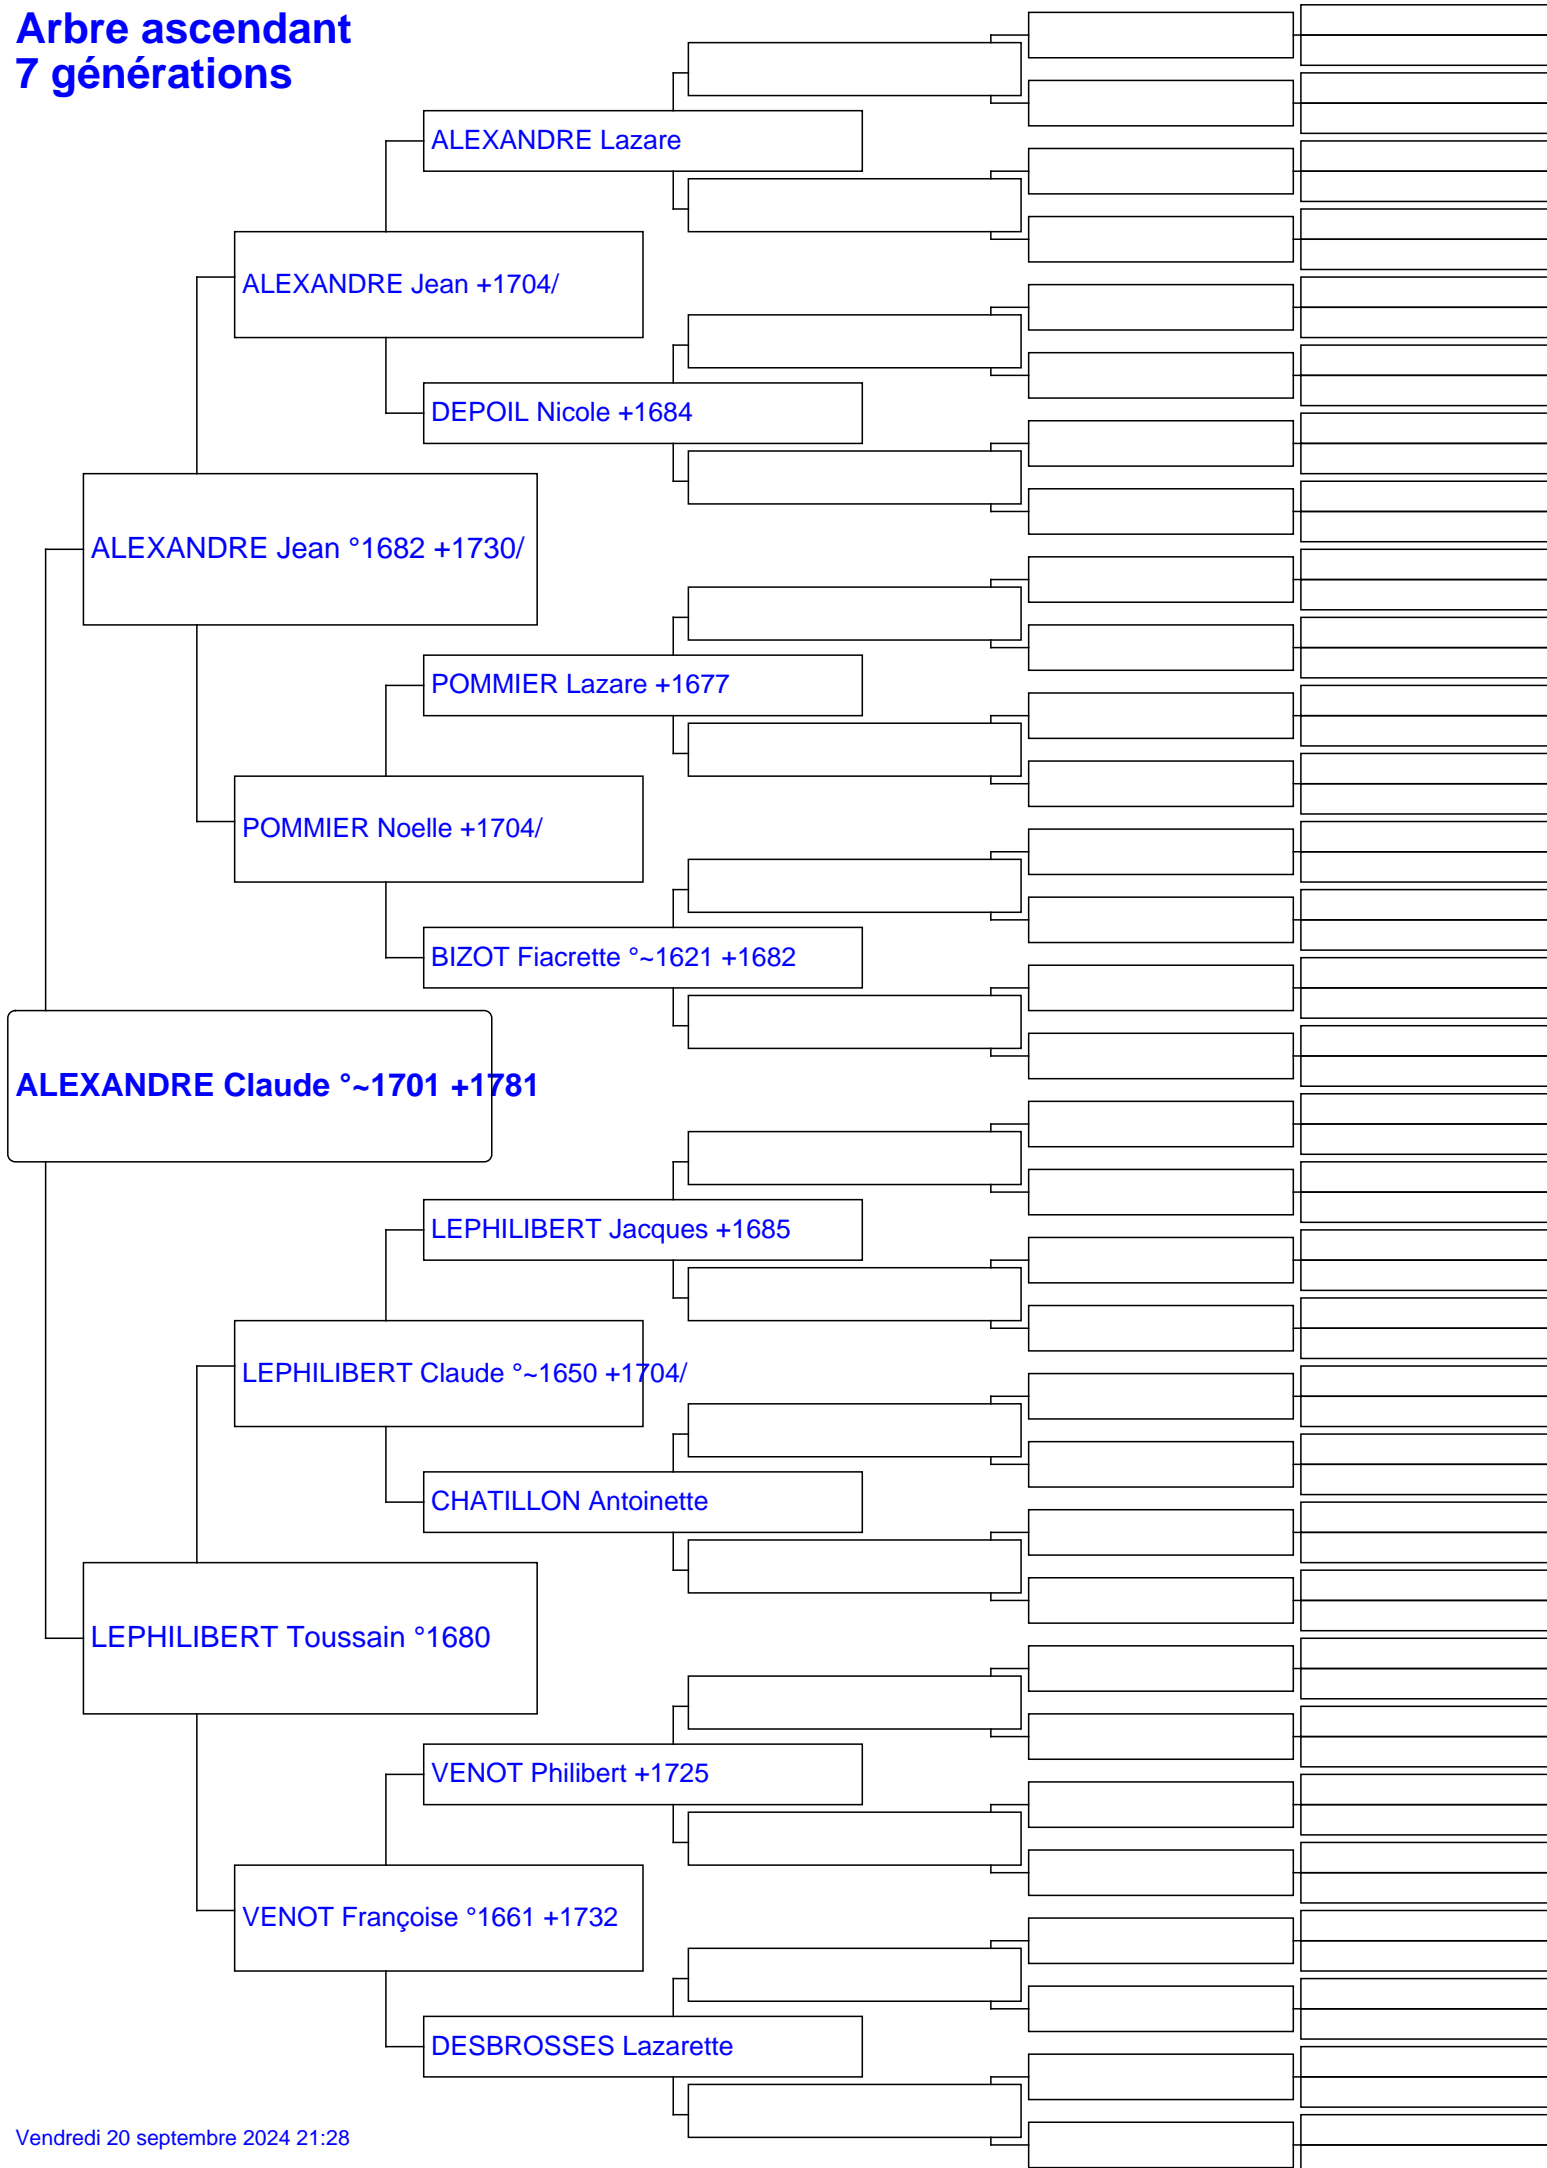 Arbre ascendant
7 générations
ALEXANDRE Lazare
ALEXANDRE Jean +1704/
DEPOIL Nicole +1684
ALEXANDRE Jean °1682 +1730/
POMMIER Lazare +1677
POMMIER Noelle +1704/
BIZOT Fiacrette °~1621 +1682
ALEXANDRE Claude °~1701 +1781
LEPHILIBERT Jacques +1685
LEPHILIBERT Claude °~1650 +1704/
CHATILLON Antoinette
LEPHILIBERT Toussain °1680
VENOT Philibert +1725
VENOT Françoise °1661 +1732
DESBROSSES Lazarette
Vendredi 20 septembre 2024 21:28